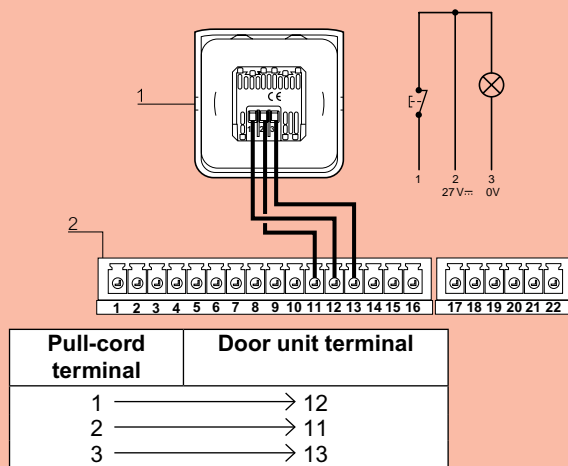 1
CE
1 2 3
1 2 3
27 V⎓ 0V
2
1 2 3 4 5 6 7 8 9 10 11 12 13 14 15 16 17 18 19 20 21 22
Pull-cord terminal
Door unit terminal
1 → 12
2 → 11
3 → 13